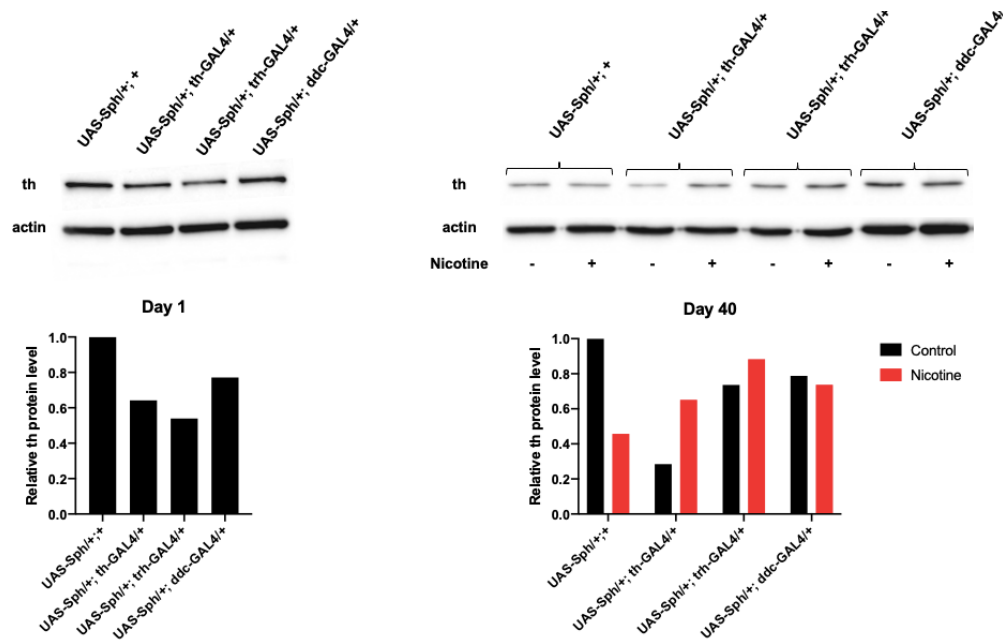 UAS-Sph/+; +
UAS-Sph/+; th-GAL4/+
UAS-Sph/+; trh-GAL4/+
UAS-Sph/+; ddc-GAL4/+
th
actin
UAS-Sph/+; +
UAS-Sph/+; th-GAL4/+
UAS-Sph/+; trh-GAL4/+
UAS-Sph/+; ddc-GAL4/
th
actin
Nicotine - + - + - + - +
Day 1
Relative th protein level
1.0
0.8
0.6
0.4
0.2
0.0
UAS-Sph/+;+
UAS-Sph/+; th-GAL4/+
UAS-Sph/+; trh-GAL4/+
UAS-Sph/+; ddc-GAL4/+
Day 40
Relative th protein level
1.0
0.8
0.6
0.4
0.2
0.0
UAS-Sph/+;+
UAS-Sph/+; th-GAL4/+
UAS-Sph/+; trh-GAL4/+
UAS-Sph/+; ddc-GAL4/+
Control
Nicotine